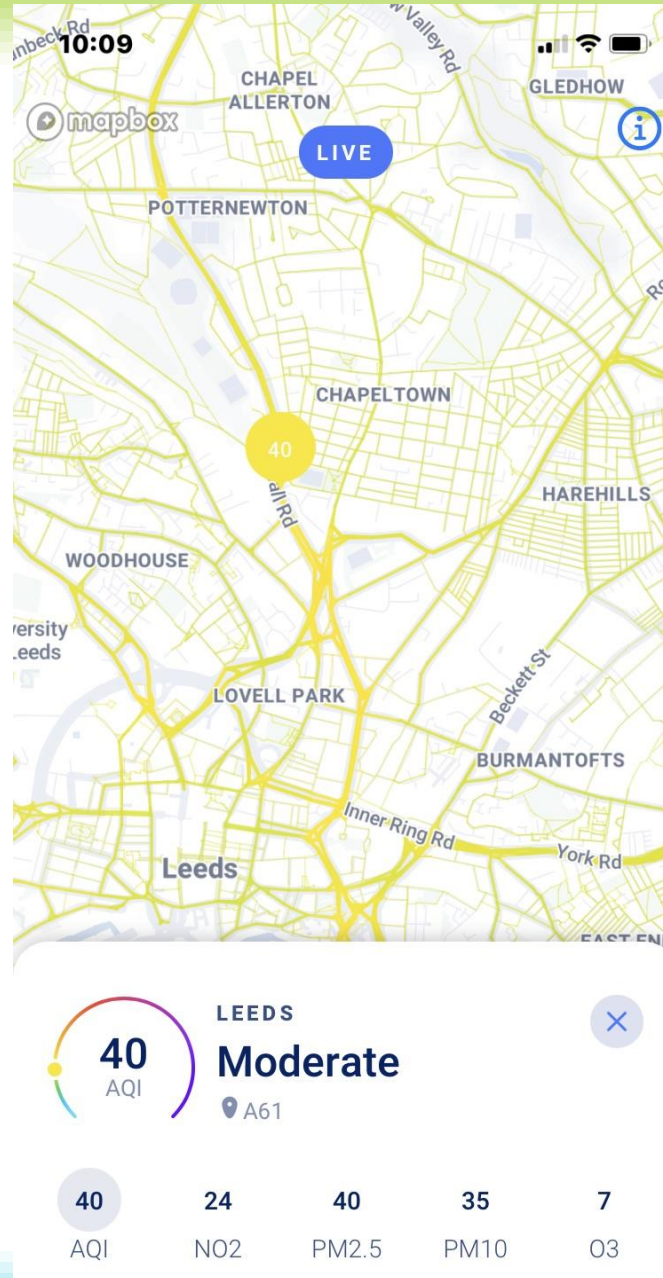 10:09
CHAPEL
ALLERTON
GLEDHOW
mapbox
LIVE
POTTERNEWTON
CHAPELTOWN
40
HAREHILLS
WOODHOUSE
LOVELL PARK
Beckett St
BURMANTOFTS
Inner Ring Rd
York Rd
Leeds
40
AQI
LEEDS
Moderate
A61
40 24 40 35 7
AQI NO2 PM2.5 PM10 O3